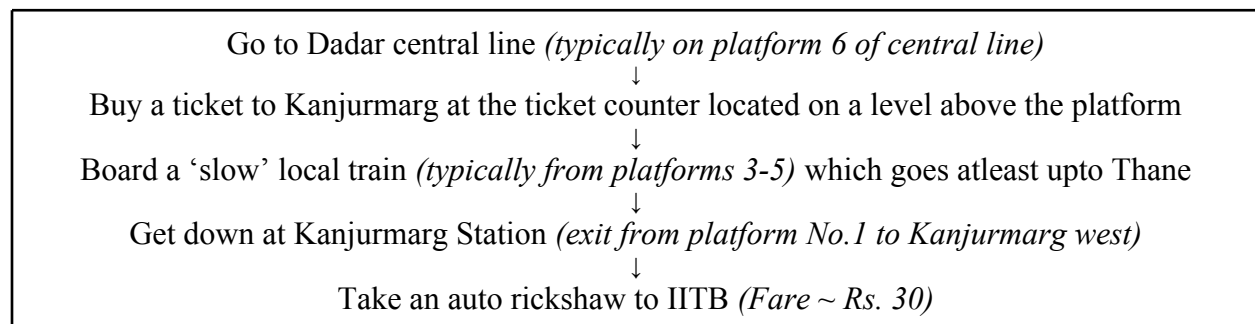 Go to Dadar central line (typically on platform 6 of central line)
↓
Buy a ticket to Kanjurmarg at the ticket counter located on a level above the platform
↓
Board a ‘slow’ local train (typically from platforms 3-5) which goes atleast upto Thane
↓
Get down at Kanjurmarg Station (exit from platform No.1 to Kanjurmarg west)
↓
Take an auto rickshaw to IITB (Fare ~ Rs. 30)